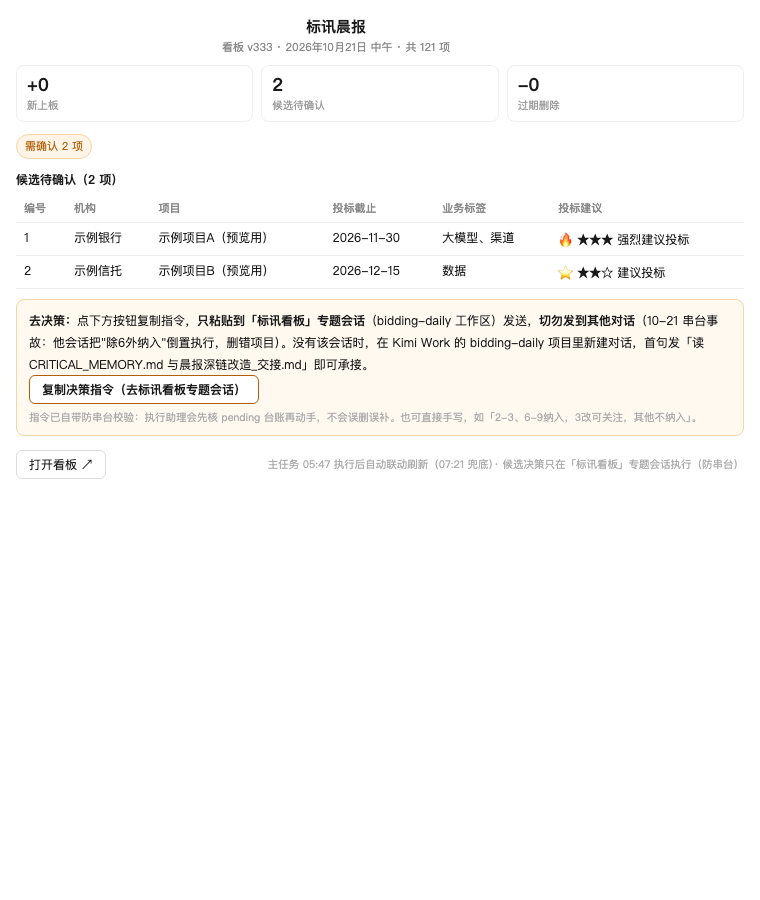 标讯晨报
看板 v333 · 2026年10月21日 中午 · 共 121 项
+0
新上板
2
候选待确认
−0
过期删除
需确认 2 项
候选待确认（2 项）
编号 机构 项目 投标截止 业务标签 投标建议
1 示例银行 示例项目A（预览用） 2026-11-30 大模型、渠道 🔥 ★★★ 强烈建议投标
2 示例信托 示例项目B（预览用） 2026-12-15 数据 ⭐ ★★☆ 建议投标
去决策：点下方按钮复制指令，只粘贴到「标讯看板」专题会话（bidding-daily 工作区）发送，切勿发到其他对话（10-21 串台事
故：他会话把"除6外纳入"倒置执行，删错项目）。没有该会话时，在 Kimi Work 的 bidding-daily 项目里新建对话，首句发「读
CRITICAL_MEMORY.md 与晨报深链改造_交接.md」即可承接。
复制决策指令（去标讯看板专题会话）
指令已自带防串台校验：执行助理会先核 pending 台账再动手，不会误删误补。也可直接手写，如「2-3、6-9纳入，3改可关注，其他不纳入」。
打开看板 ↗
主任务 05:47 执行后自动联动刷新（07:21 兜底）· 候选决策只在「标讯看板」专题会话执行（防串台）